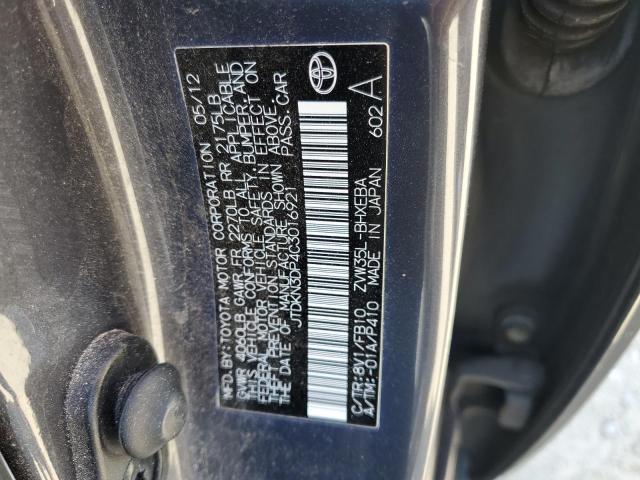 MFD. BY: TOYOTA MOTOR CORPORATION 05/12
GVWR 4060LB GAWR FR 2270LB RR 2175LB
THIS VEHICLE CONFORMS TO ALL APPLICABLE
FEDERAL MOTOR VEHICLE SAFETY, BUMPER, AND
THEFT PREVENTION STANDARDS IN EFFECT ON
THE DATE OF MANUFACTURE SHOWN ABOVE.
JTDKN3DP4C3016921 PASS. CAR
C/TR:8V1/FB10 ZVW35L-BHXEBA
A/TM:-01A/P410 MADE IN JAPAN 602 A